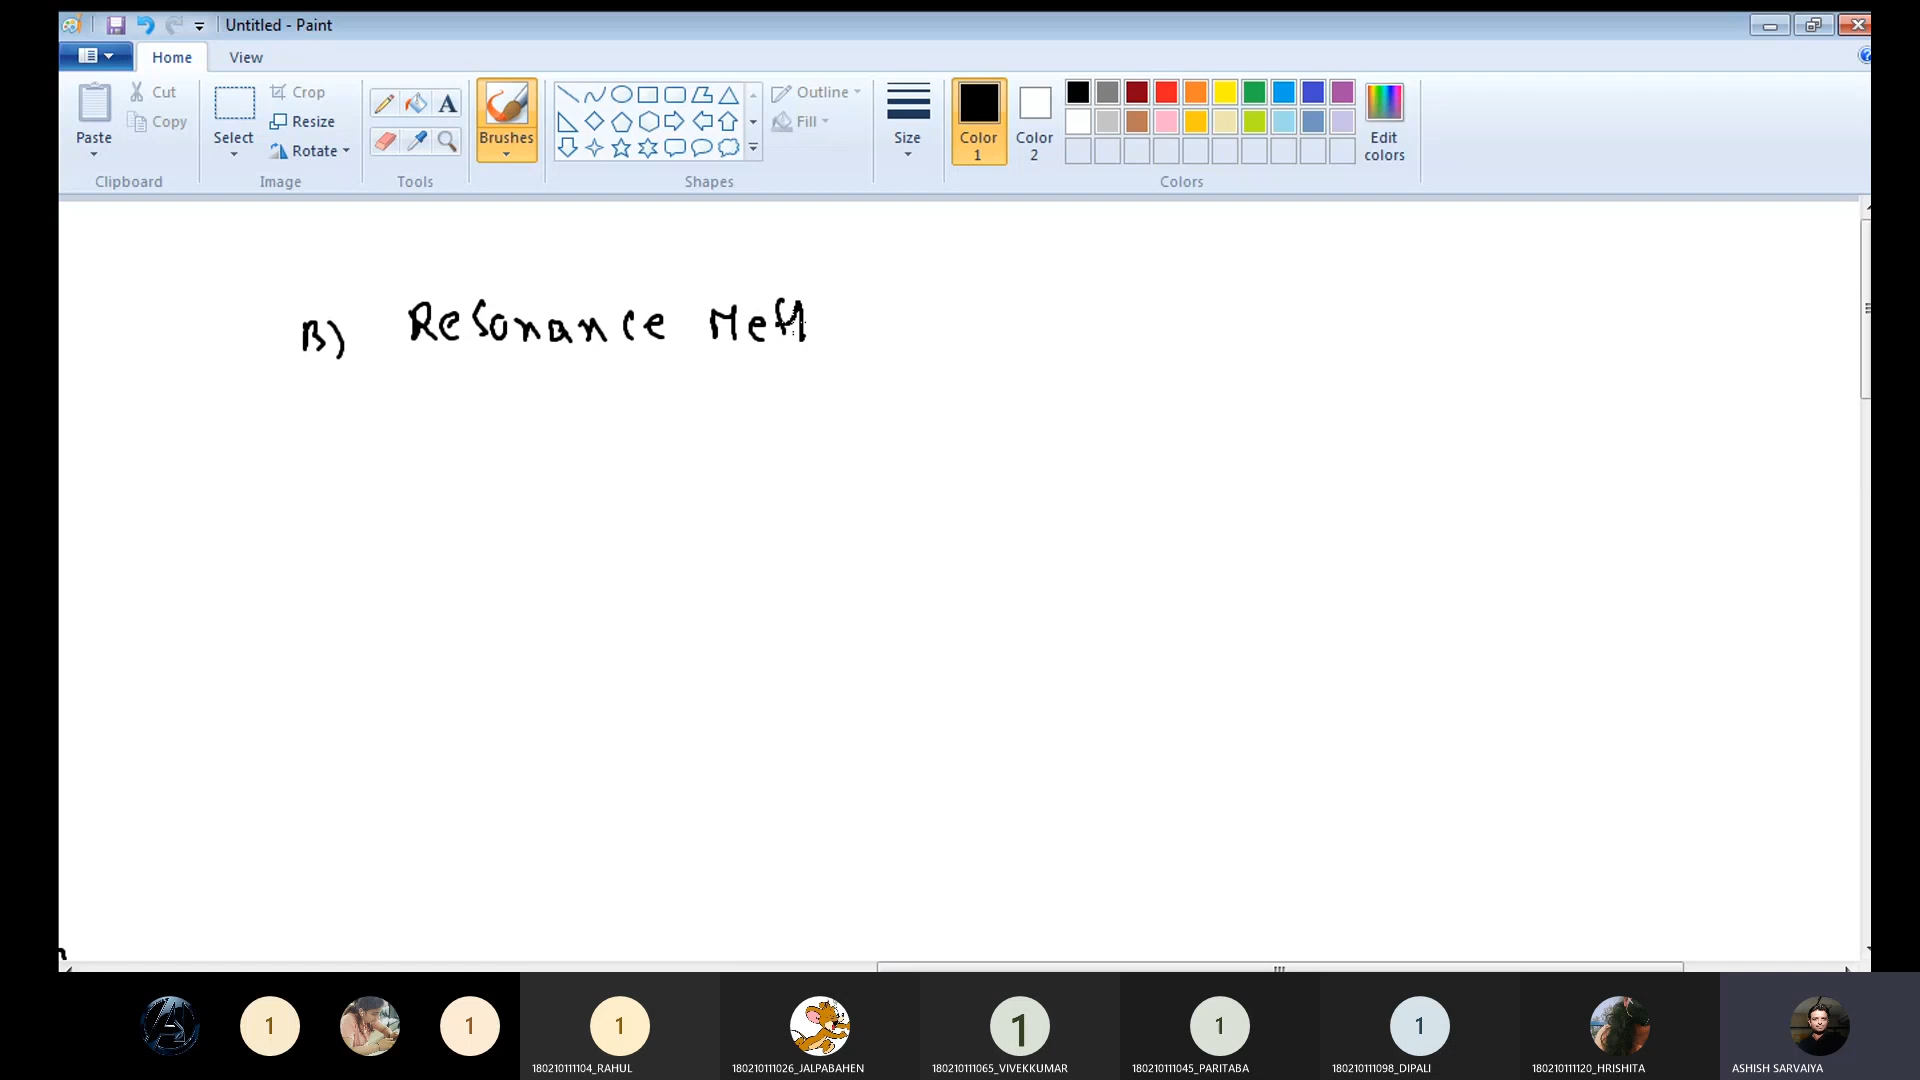 Untitled - Paint
Home View
Cut
Copy
Paste
Crop
Resize
Rotate
Select
Brushes
Outline
Fill
Size
Color 1
Color 2
Edit colors
Clipboard Image Tools Shapes Colors
B) Resonance Meth
1 1 1 1 1 1
180210111104_RAHUL 180210111026_JALPABAHEN 180210111065_VIVEKKUMAR 180210111045_PARITABA 180210111098_DIPALI 180210111120_HRISHITA ASHISH SARVAIYA